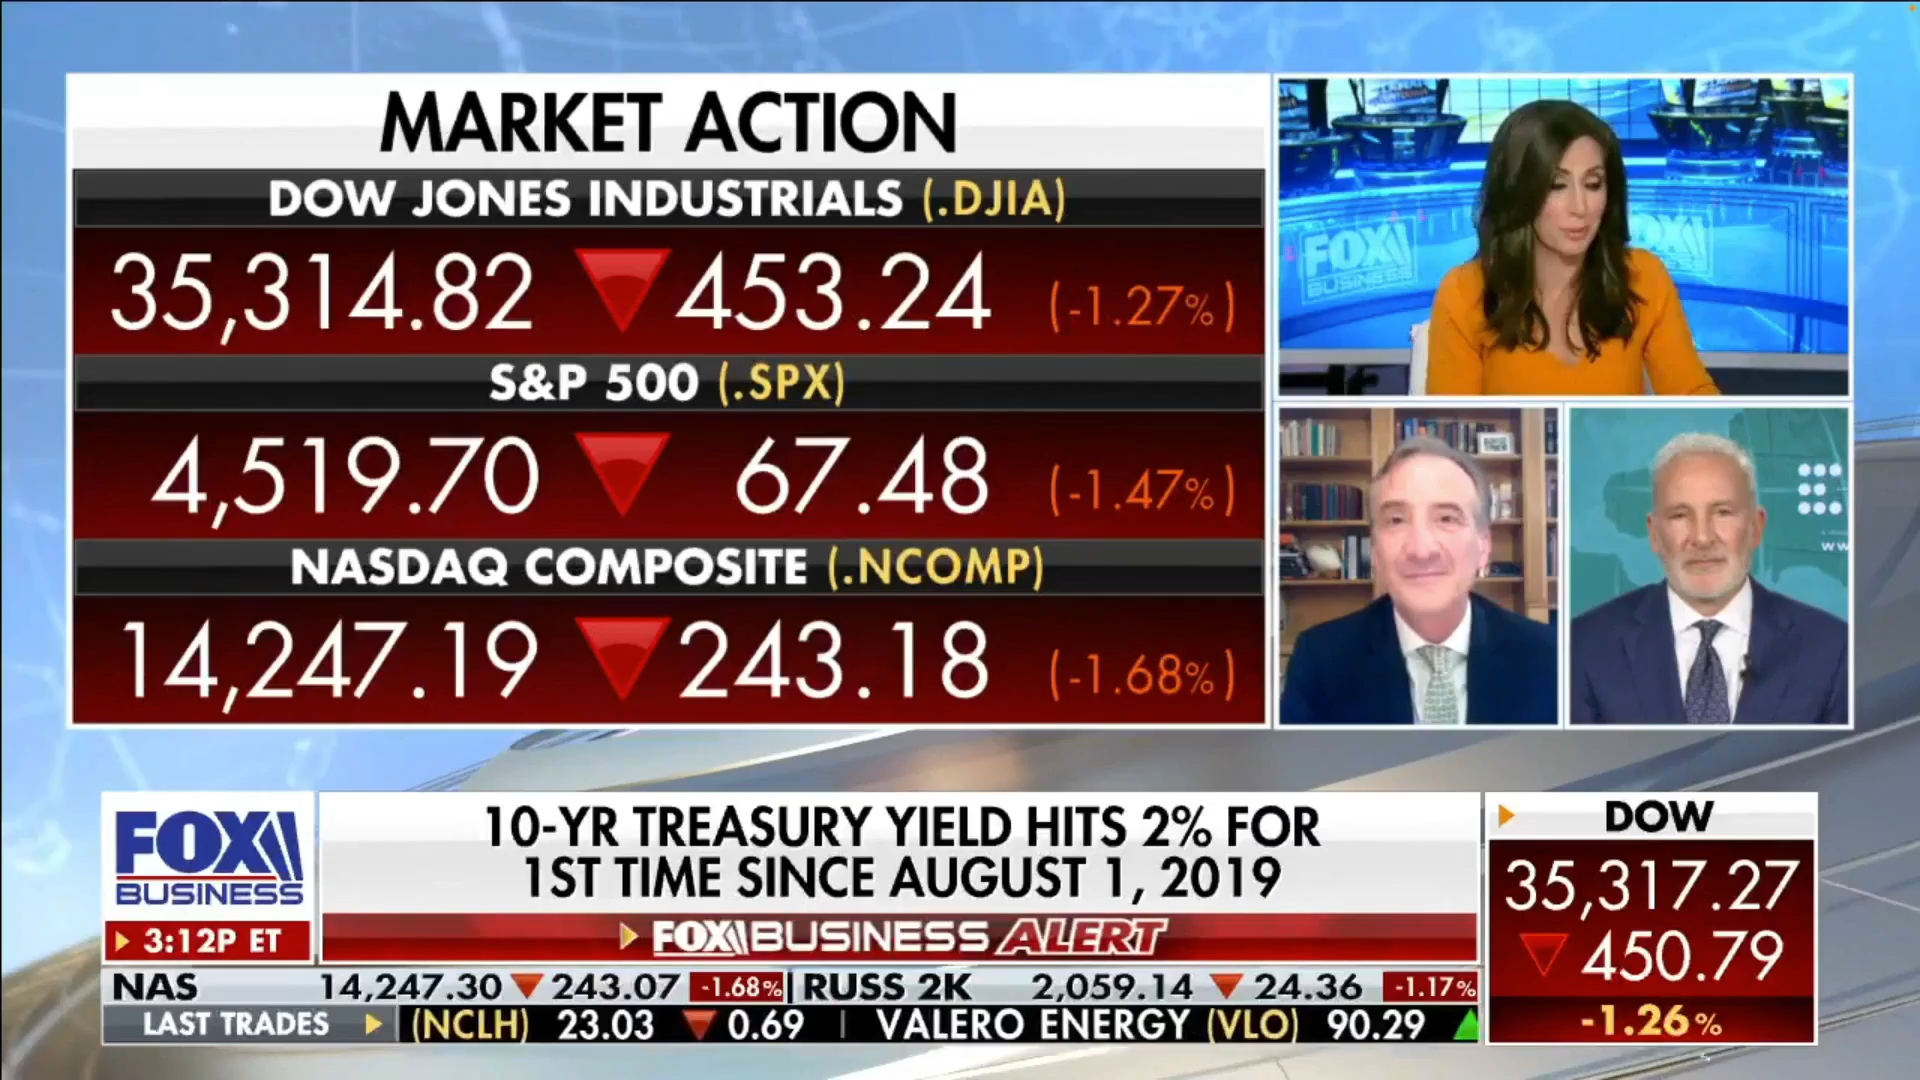 MARKET ACTION
DOW JONES INDUSTRIALS (.DJIA)
35,314.82 453.24 (-1.27%)
S&P 500 (.SPX)
4,519.70 67.48 (-1.47%)
NASDAQ COMPOSITE (.NCOMP)
14,247.19 243.18 (-1.68%)
FOX
BUSINESS
FOX
ww
FOX
BUSINESS
3:12P ET
10-YR TREASURY YIELD HITS 2% FOR
1ST TIME SINCE AUGUST 1, 2019
FOX BUSINESS ALERT
DOW
35,317.27
450.79
-1.26%
NAS 14,247.30 243.07 -1.68% RUSS 2K 2,059.14 24.36 -1.17%
LAST TRADES (NCLH) 23.03 0.69 | VALERO ENERGY (VLO) 90.29